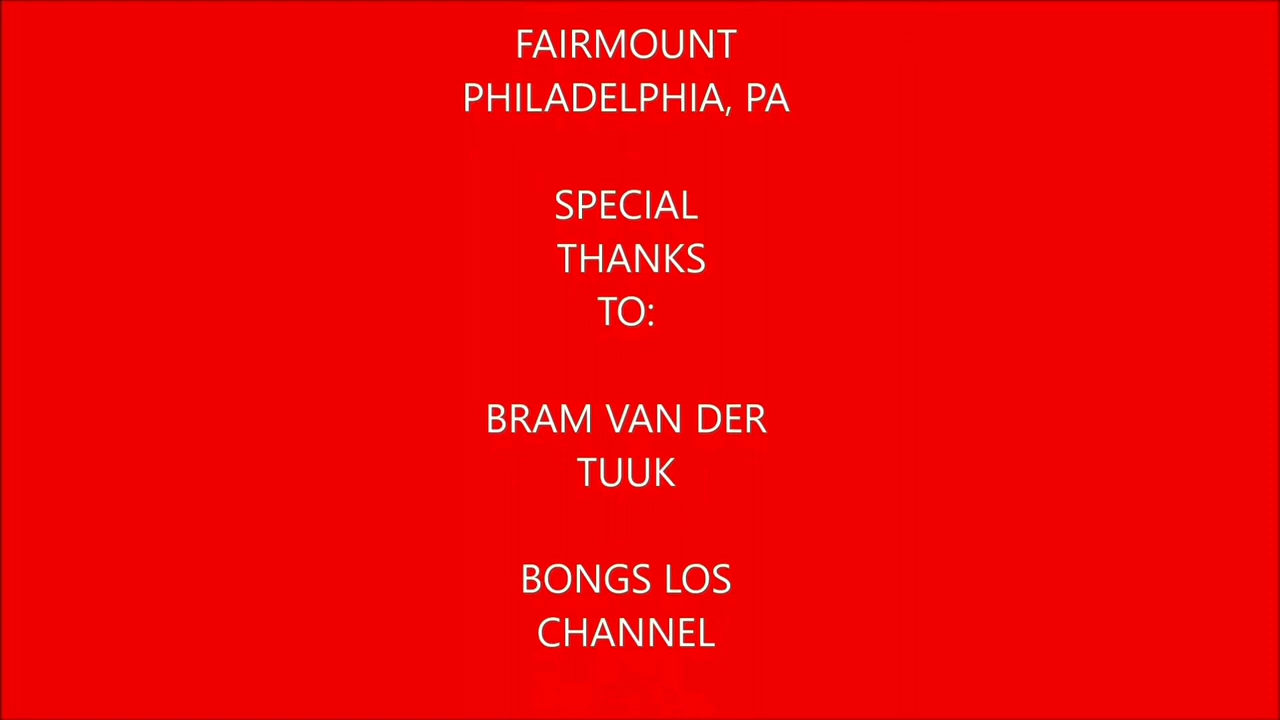 FAIRMOUNT
PHILADELPHIA, PA
SPECIAL
THANKS
TO:
BRAM VAN DER
TUUK
BONGS LOS
CHANNEL